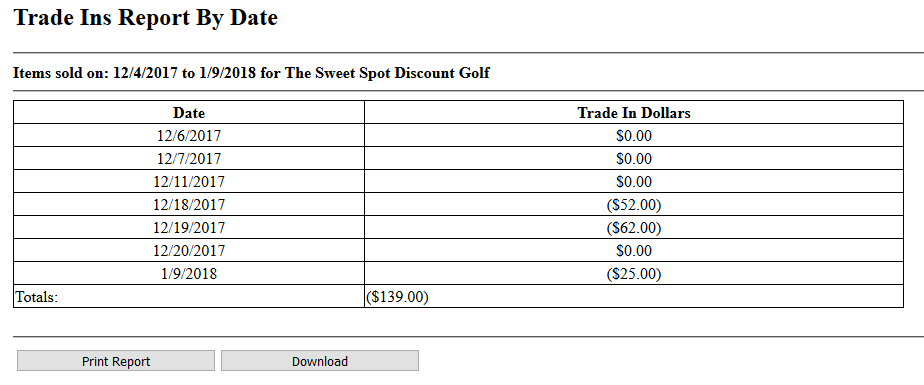 Trade Ins Report By Date
Items sold on: 12/4/2017 to 1/9/2018 for The Sweet Spot Discount Golf
Date Trade In Dollars
12/6/2017 $0.00
12/7/2017 $0.00
12/11/2017 $0.00
12/18/2017 ($52.00)
12/19/2017 ($62.00)
12/20/2017 $0.00
1/9/2018 ($25.00)
Totals: ($139.00)
Print Report Download